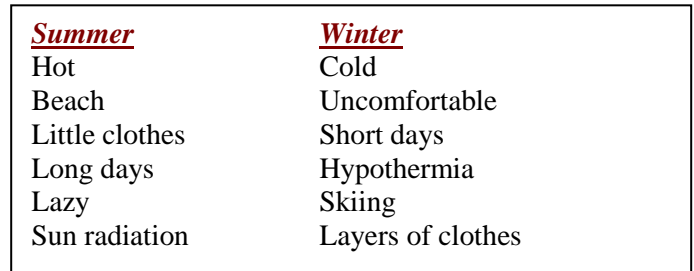 Summer Winter
Hot Cold
Beach Uncomfortable
Little clothes Short days
Long days Hypothermia
Lazy Skiing
Sun radiation Layers of clothes